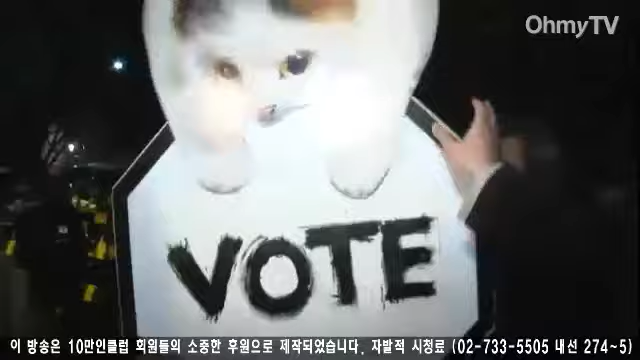 OhmyTV
VOTE
이 방송은 10만인클럽 회원들의 소중한 후원으로 제작되었습니다. 자발적 시청료 (02-733-5505 내선 274~5)